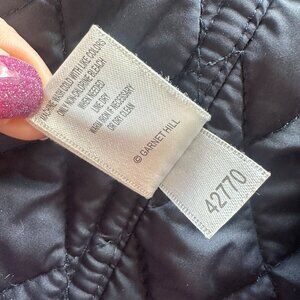 MACHINE WASH COLD WITH LIKE COLORS
ONLY NON-CHLORINE BLEACH
WHEN NEEDED
LINE DRY
WARM IRON IF NECESSARY
OR DRY CLEAN
© GARNET HILL
42770